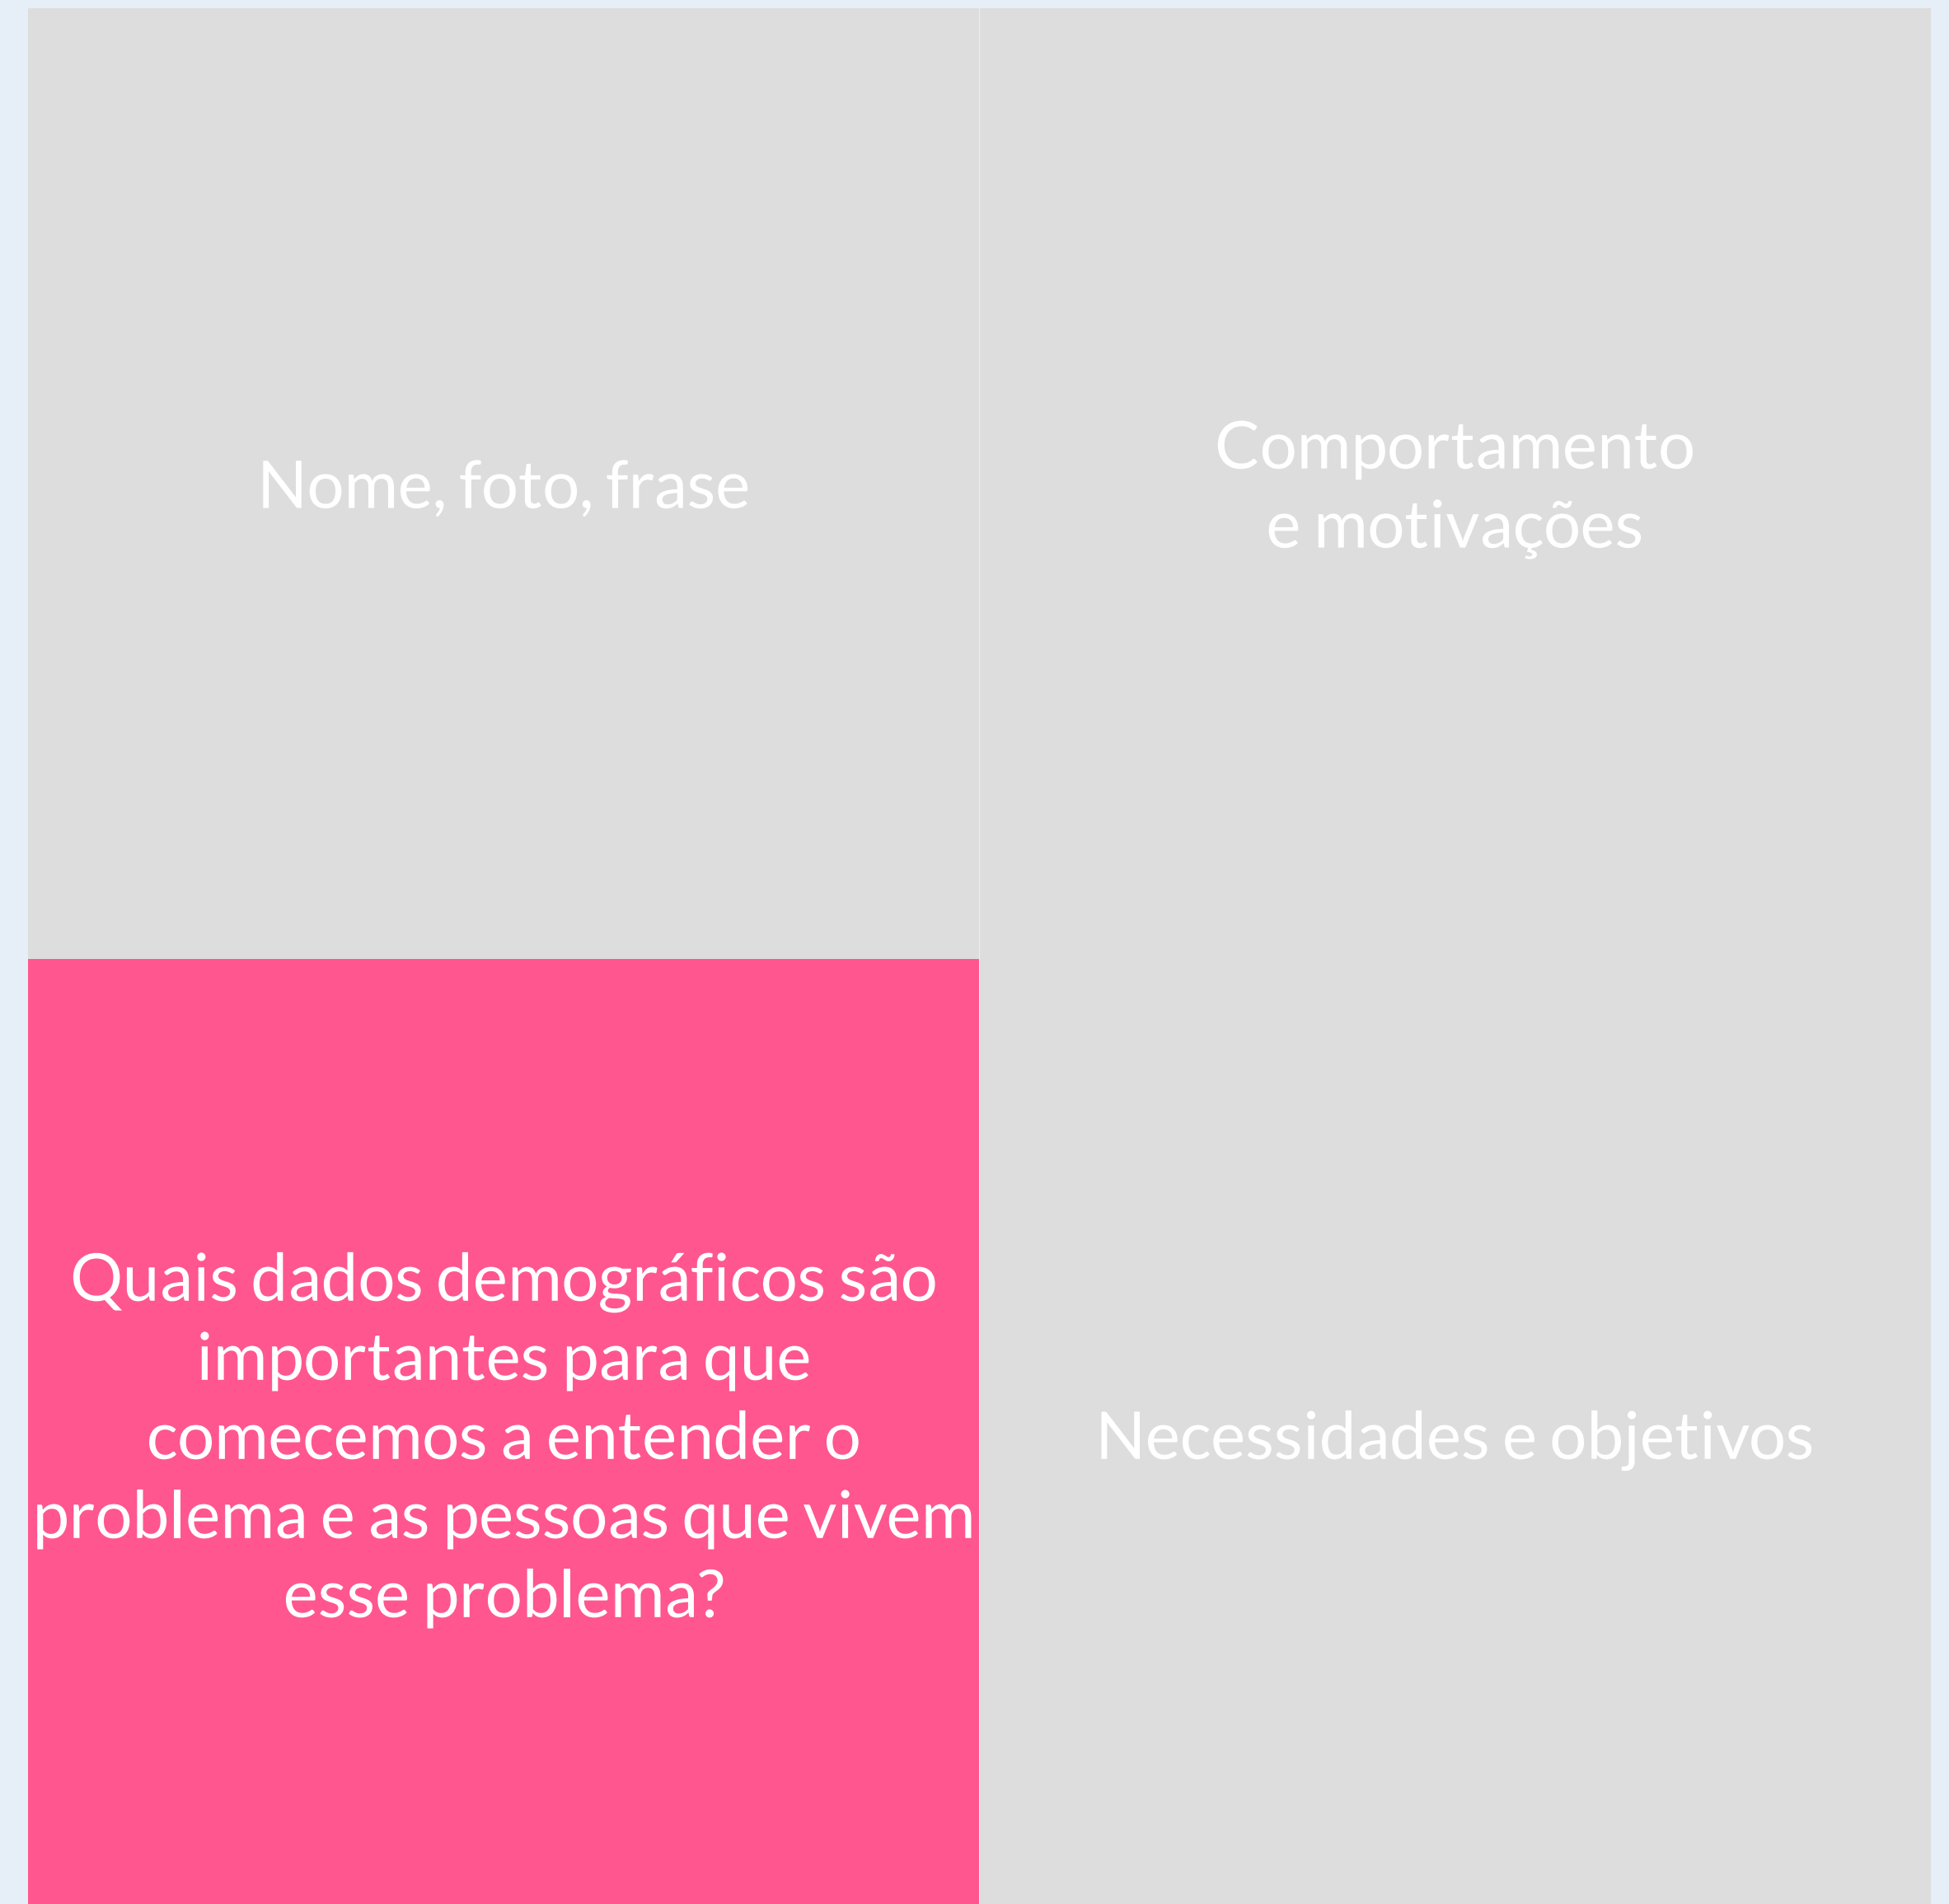 Nome, foto, frase
Comportamento
e motivações
Quais dados demográficos são
importantes para que
comecemos a entender o
problema e as pessoas que vivem
esse problema?
Necessidades e objetivos